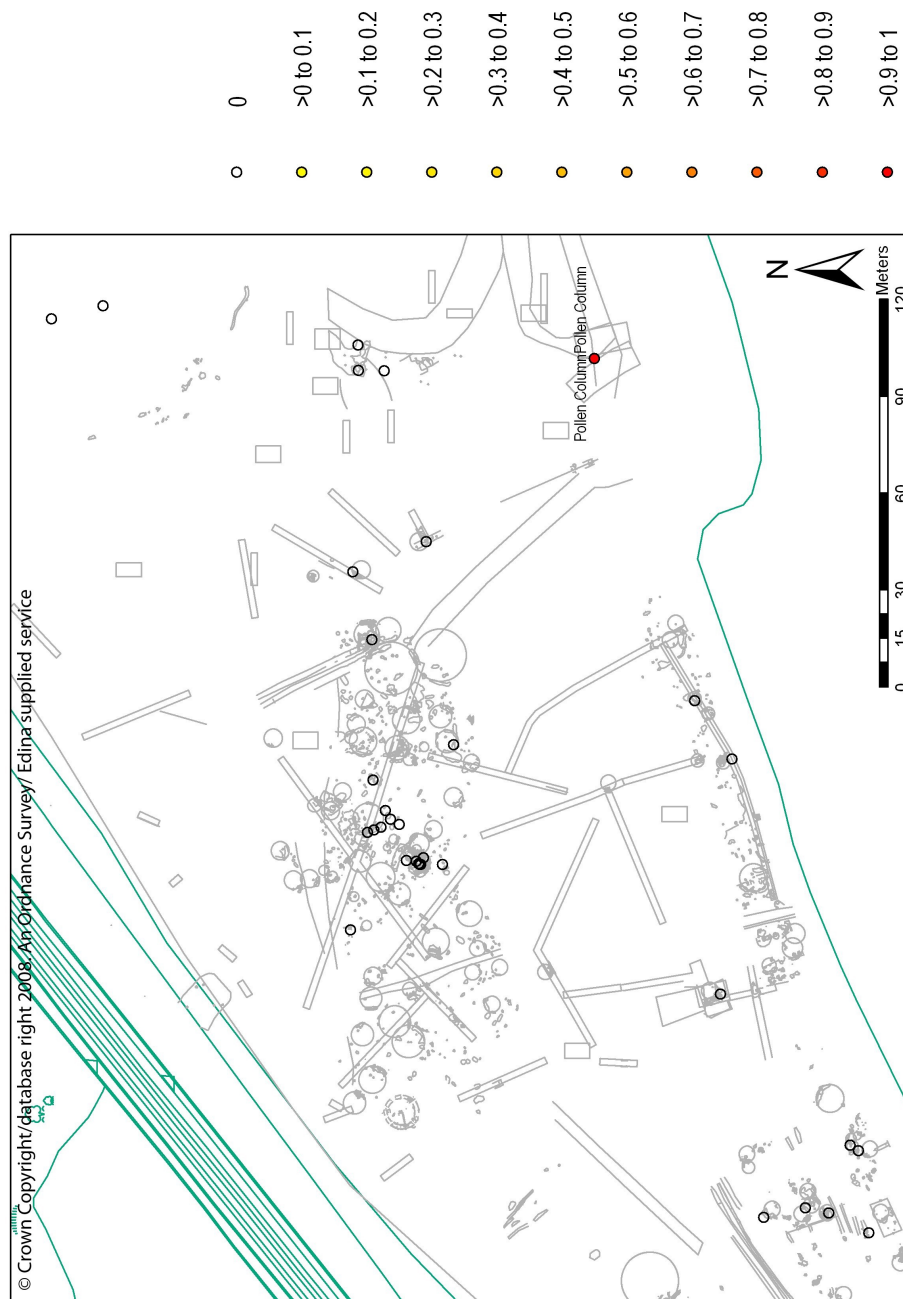 © Crown Copyright/database right 2008. An Ordnance Survey/ Edina supplied service
Pollen Column
Pollen Column
N
0 15 30 60 90 120
Meters
0
>0 to 0.1
>0.1 to 0.2
>0.2 to 0.3
>0.3 to 0.4
>0.4 to 0.5
>0.5 to 0.6
>0.6 to 0.7
>0.7 to 0.8
>0.8 to 0.9
>0.9 to 1